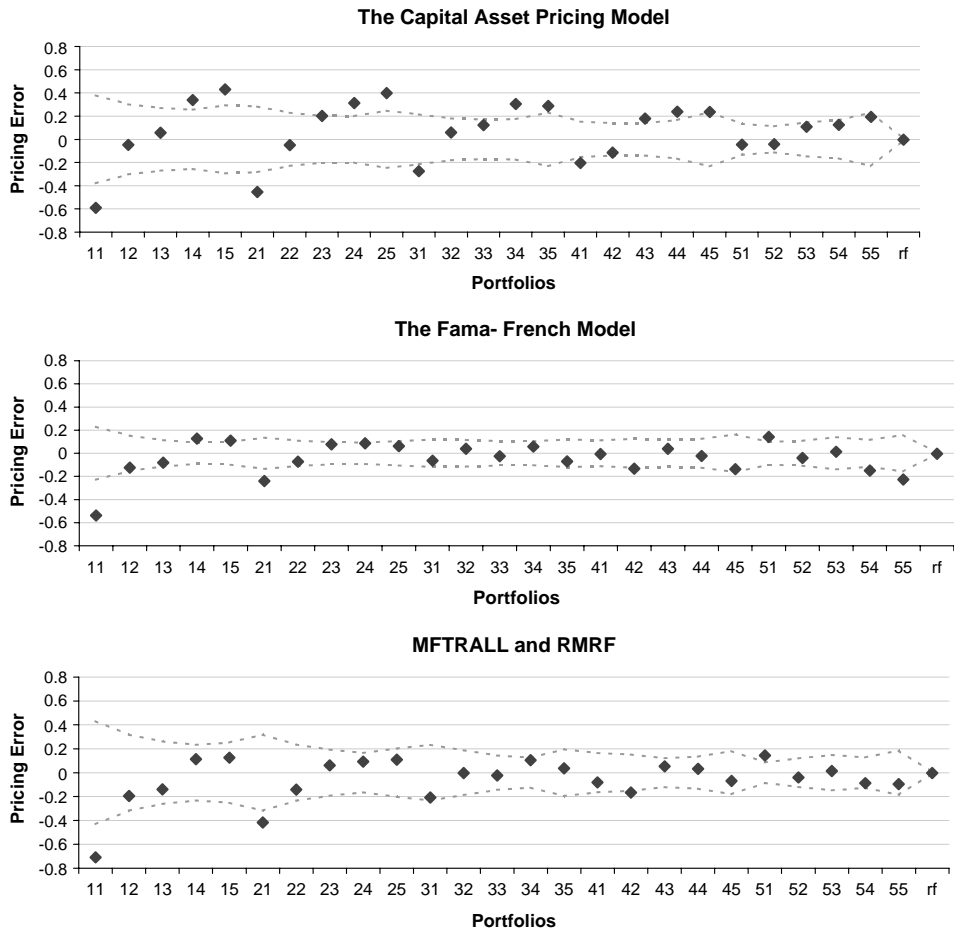 The Capital Asset Pricing Model
0.8
0.6
0.4
0.2
0
-0.2
-0.4
-0.6
-0.8
Pricing Error
11 12 13 14 15 21 22 23 24 25 31 32 33 34 35 41 42 43 44 45 51 52 53 54 55 rf
Portfolios
The Fama- French Model
0.8
0.6
0.4
0.2
0
-0.2
-0.4
-0.6
-0.8
Pricing Error
11 12 13 14 15 21 22 23 24 25 31 32 33 34 35 41 42 43 44 45 51 52 53 54 55 rf
Portfolios
MFTRALL and RMRF
0.8
0.6
0.4
0.2
0
-0.2
-0.4
-0.6
-0.8
Pricing Error
11 12 13 14 15 21 22 23 24 25 31 32 33 34 35 41 42 43 44 45 51 52 53 54 55 rf
Portfolios